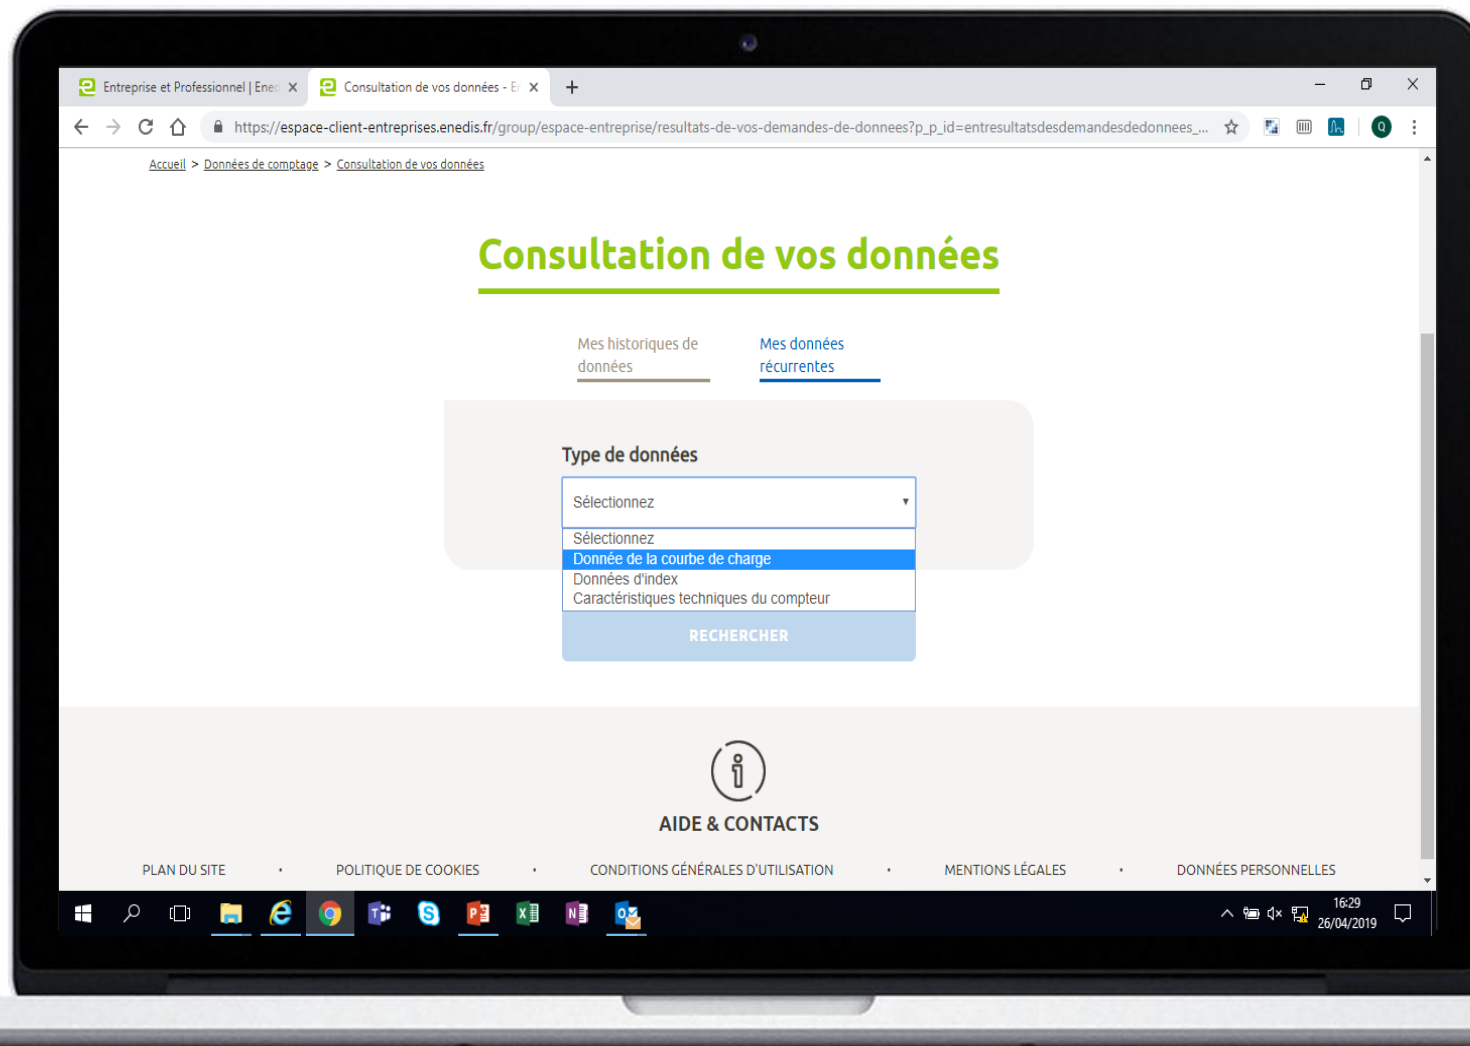 Entreprise et Professionnel | Ened
Consultation de vos données - E
https://espace-client-entreprises.enedis.fr/group/espace-entreprise/resultats-de-vos-demandes-de-donnees?p_p_id=entresultatsdesdemandesdedonnees_...
Q
Accueil > Données de comptage > Consultation de vos données
Consultation de vos données
Mes historiques de
données
Mes données
récurrentes
Type de données
Sélectionnez
Sélectionnez
Donnée de la courbe de charge
Données d'index
Caractéristiques techniques du compteur
RECHERCHER
AIDE & CONTACTS
PLAN DU SITE • POLITIQUE DE COOKIES • CONDITIONS GÉNÉRALES D'UTILISATION • MENTIONS LÉGALES • DONNÉES PERSONNELLES
16:29
26/04/2019